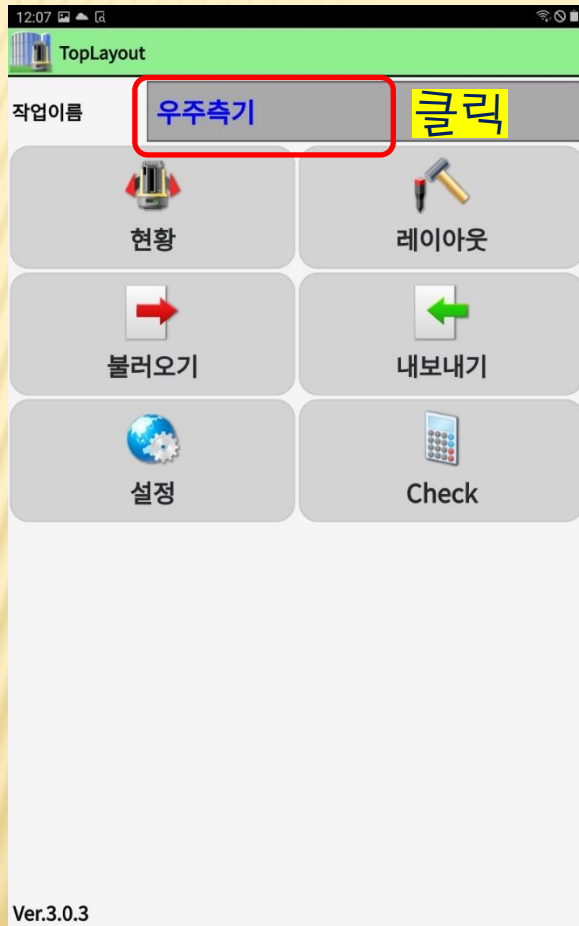 12:07
TopLayout
작업이름
우주측기
클릭
현황
레이아웃
불러오기
내보내기
설정
Check
Ver.3.0.3